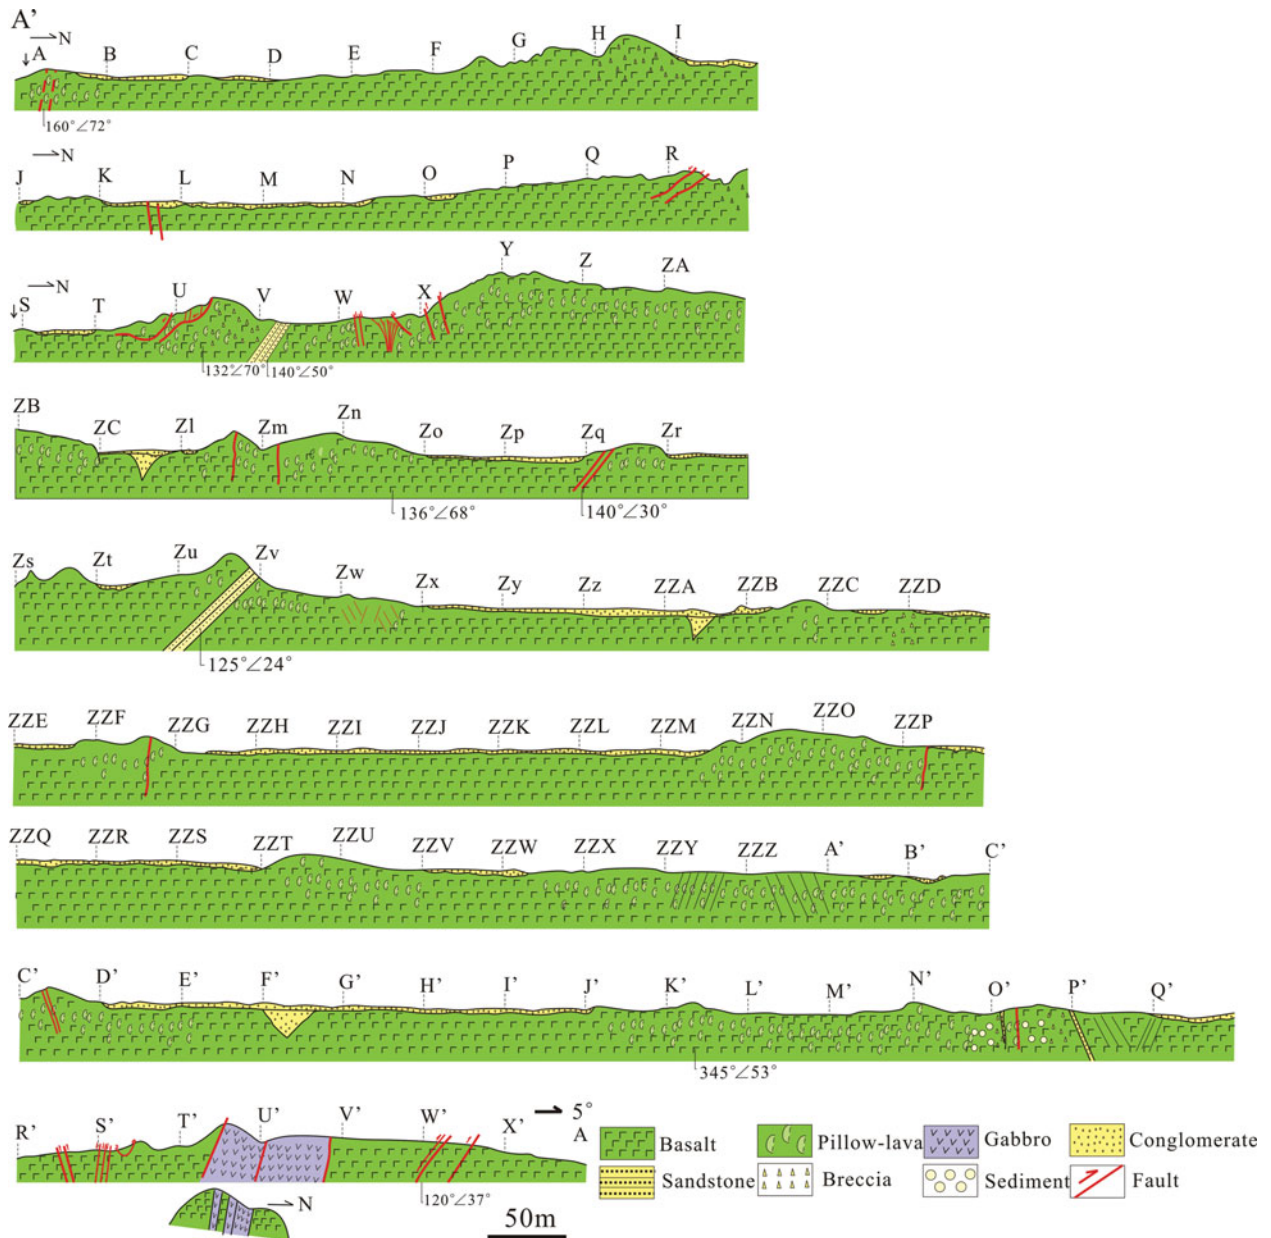 A’
→N
↓A B C D E F G H I
160°∠72°
→N
J K L M N O P Q R
→N
↓S T U V W X Y Z ZA
132°∠70° 140°∠50°
ZB ZC Zl Zm Zn Zo Zp Zq Zr
136°∠68° 140°∠30°
Zs Zt Zu Zv Zw Zx Zy Zz ZZA ZZB ZZC ZZD
125°∠24°
ZZE ZZF ZZG ZZH ZZI ZZJ ZZK ZZL ZZM ZZN ZZO ZZP
ZZQ ZZR ZZS ZZT ZZU ZZV ZZW ZZX ZZY ZZZ A’ B’ C’
C’ D’ E’ F’ G’ H’ I’ J’ K’ L’ M’ N’ O’ P’ Q’
345°∠53°
R’ S’ T’ U’ V’ W’ X’ A
→ 5°
120°∠37°
→N
50m
Basalt Pillow-lava Gabbro Conglomerate
Sandstone Breccia Sediment Fault